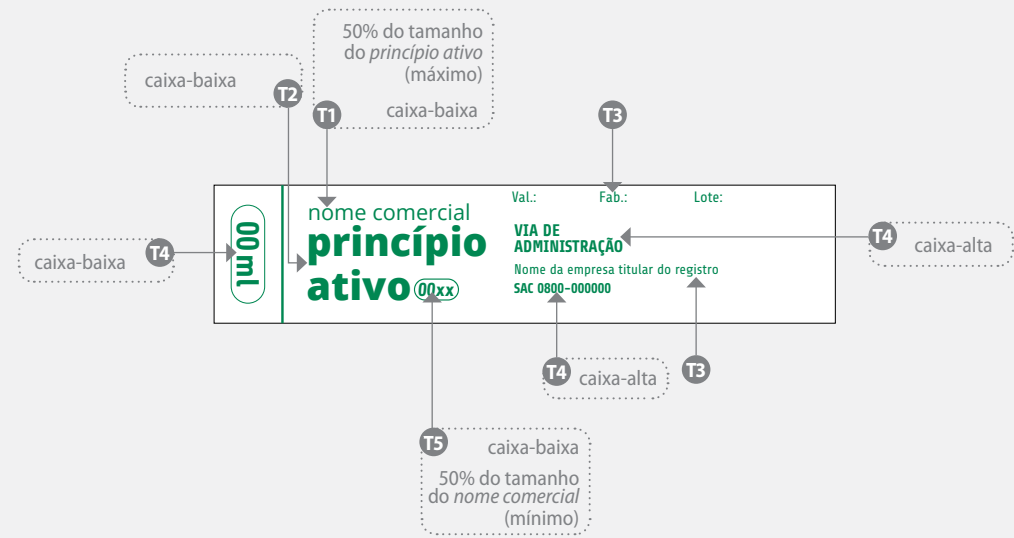 50% do tamanho
do princípio ativo
(máximo)
caixa-baixa
T1
caixa-baixa
T2
T3
caixa-baixa
T4
00 ml
nome comercial
princípio
ativo 00xx
Val.: Fab.: Lote:
VIA DE
ADMINISTRAÇÃO
Nome da empresa titular do registro
SAC 0800-000000
T4
caixa-alta
T4
caixa-alta
T3
T5
caixa-baixa
50% do tamanho
do nome comercial
(mínimo)